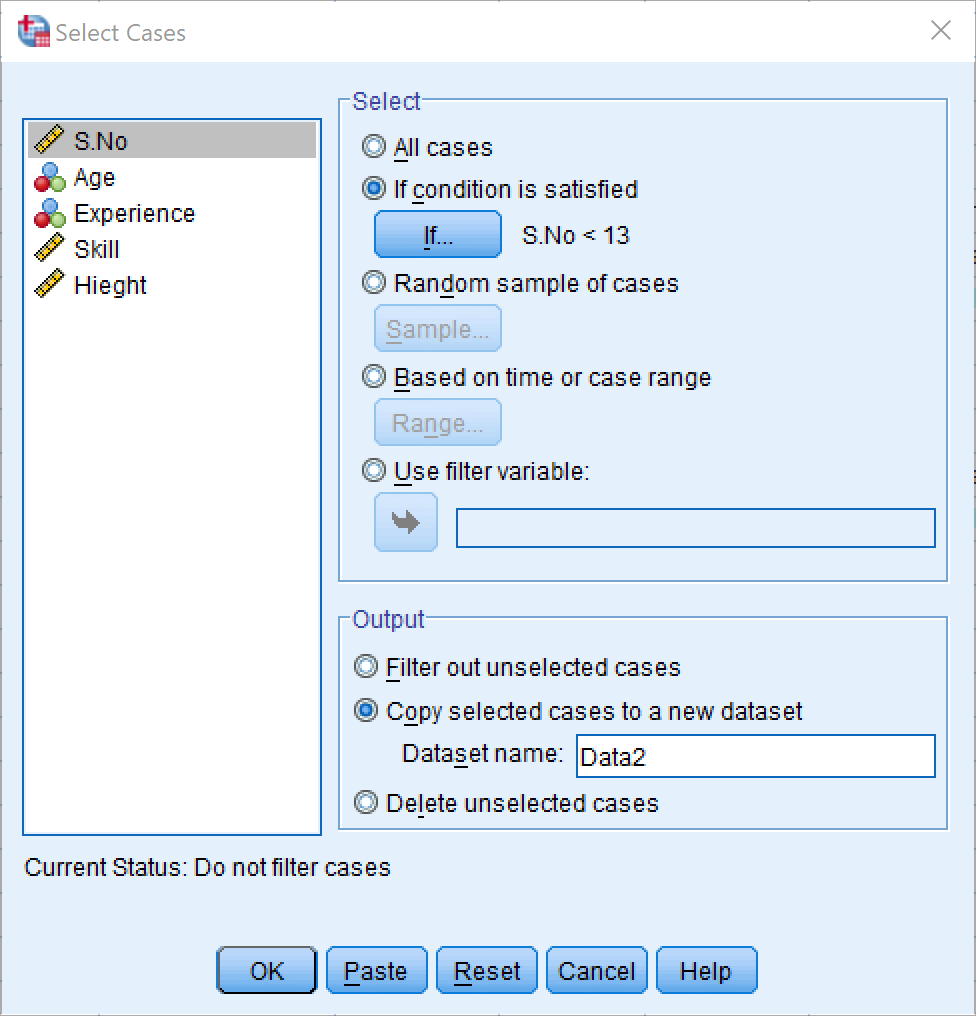 Select Cases
S.No
Age
Experience
Skill
Hieght
Select
All cases
If condition is satisfied
If... S.No < 13
Random sample of cases
Sample...
Based on time or case range
Range...
Use filter variable:
Output
Filter out unselected cases
Copy selected cases to a new dataset
Dataset name: Data2
Delete unselected cases
Current Status: Do not filter cases
OK Paste Reset Cancel Help